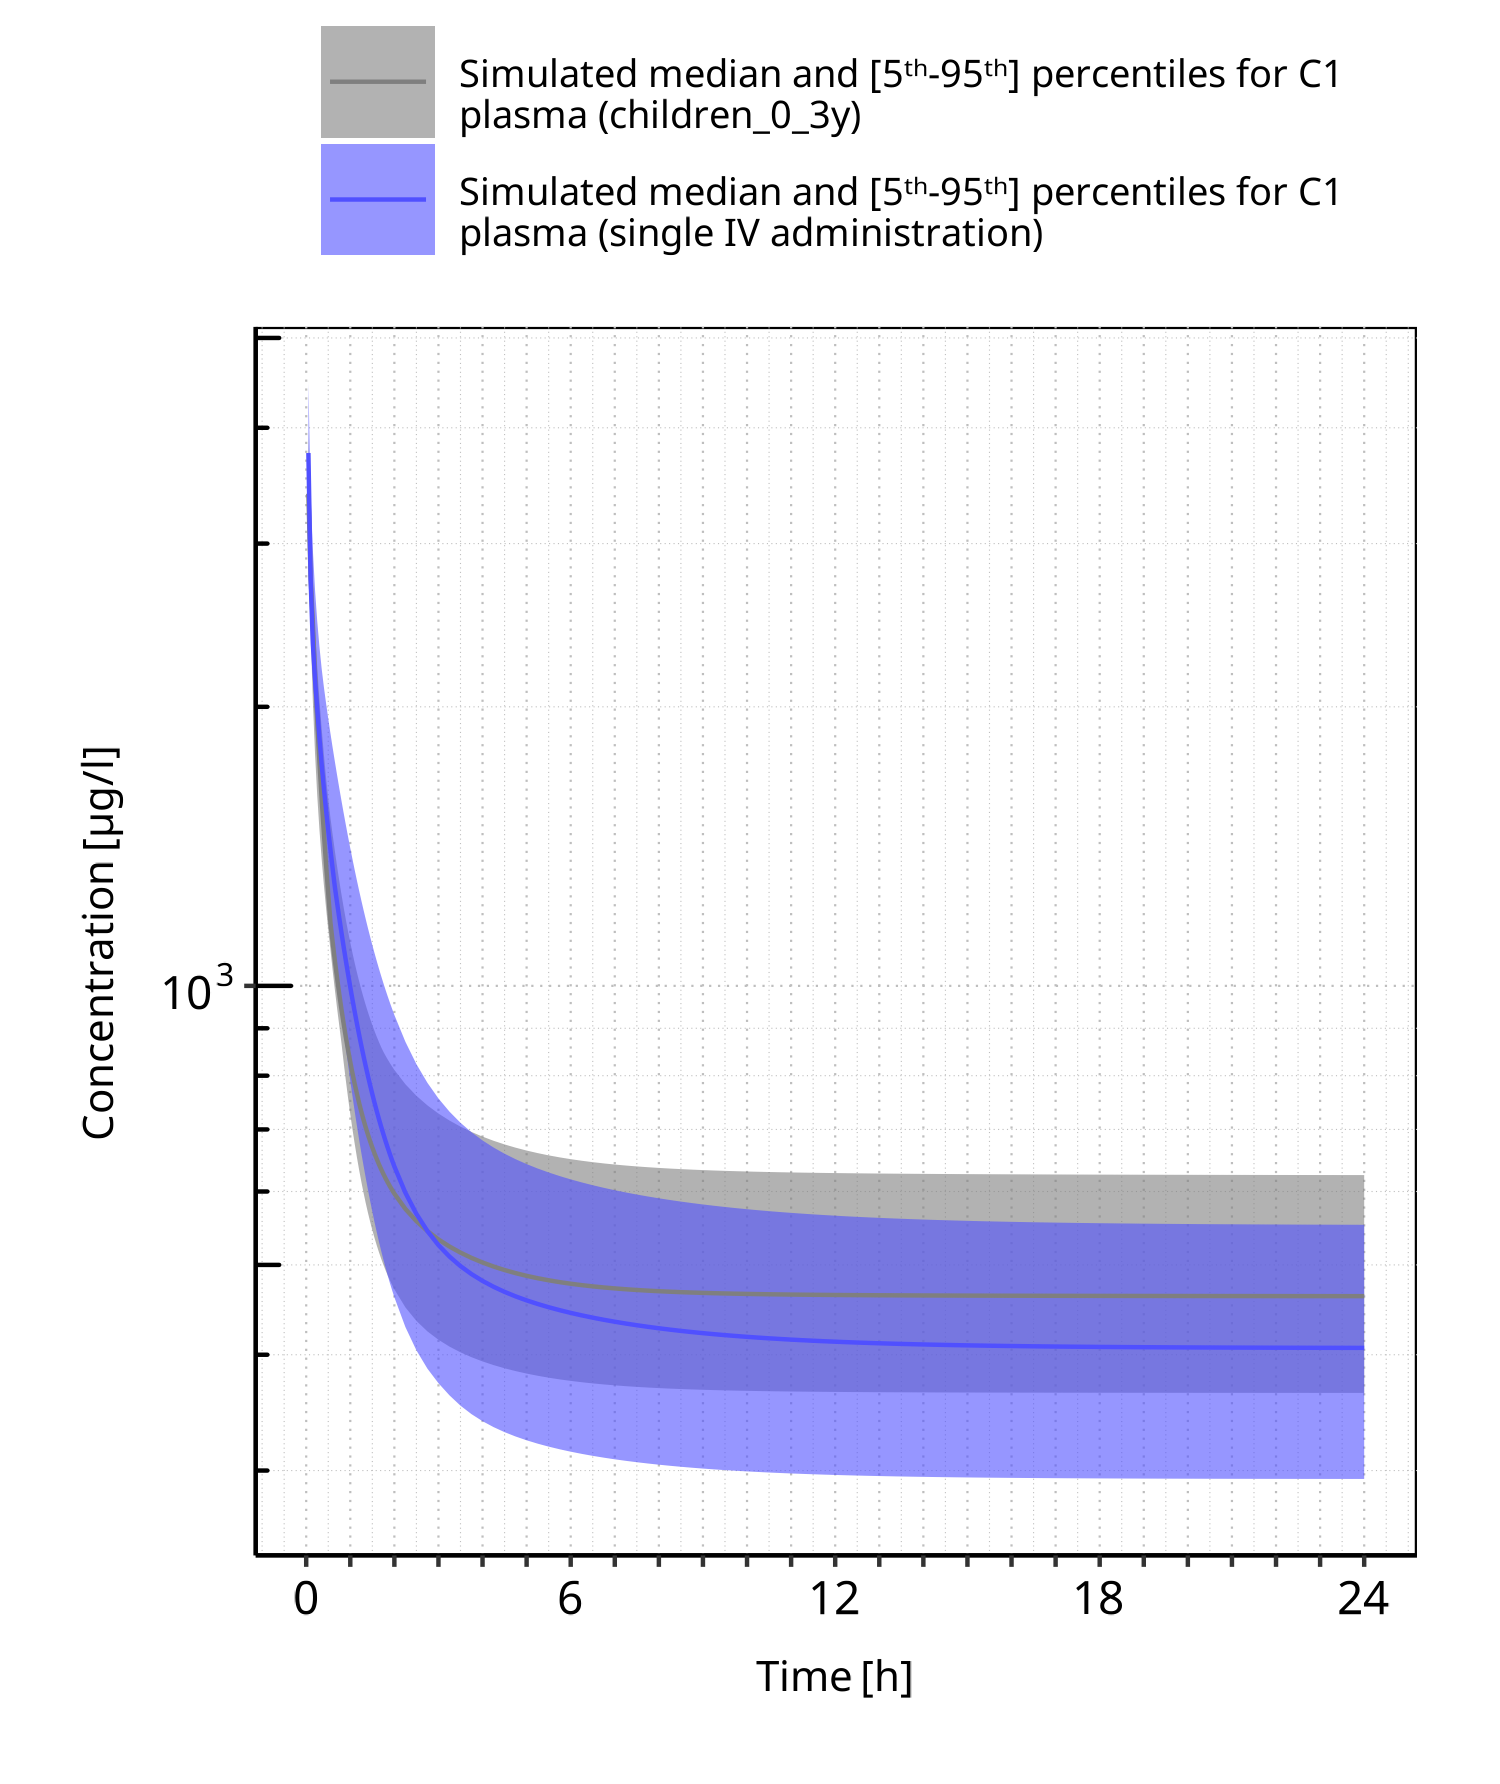 Simulated median and [5ᵗʰ-95ᵗʰ] percentiles for C1
plasma (children_0_3y)
Simulated median and [5ᵗʰ-95ᵗʰ] percentiles for C1
plasma (single IV administration)
Concentration [µg/l]
10³
0 6 12 18 24
Time [h]